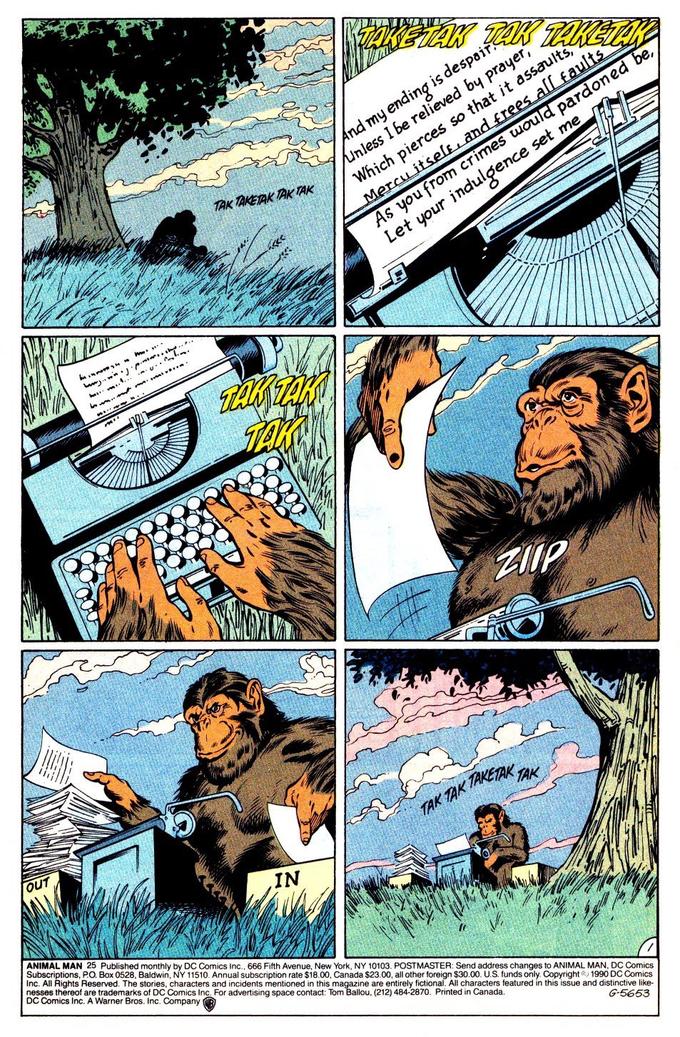 TAK TAKETAK TAK TAK
TAKETAK TAK TAKETAK
And my ending is despair,
Unless I be relieved by prayer,
Which pierces so that it assaults,
Mercy itself, and frees all faults
As you from crimes would pardoned be,
Let your indulgence set me
TAK TAK
TAK
ZIIP
OUT
IN
TAK TAK TAKETAK TAK
1
ANIMAL MAN 25 Published monthly by DC Comics Inc., 666 Fifth Avenue, New York, NY 10103. POSTMASTER: Send address changes to ANIMAL MAN, DC Comics
Subscriptions, P.O. Box 0528, Baldwin, NY 11510. Annual subscription rate $18.00, Canada $23.00, all other foreign $30.00. U.S. funds only. Copyright © 1990 DC Comics
Inc. All Rights Reserved. The stories, characters and incidents mentioned in this magazine are entirely fictional. All characters featured in this issue and distinctive like-
nesses thereof are trademarks of DC Comics Inc. For advertising space contact: Tom Ballou, (212) 484-2870. Printed in Canada.
DC Comics Inc. A Warner Bros. Inc. Company
G-5653